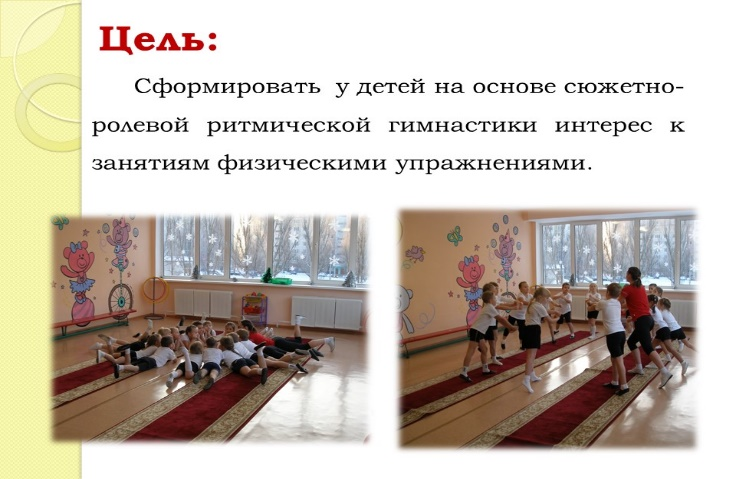 Цель:
Сформировать у детей на основе сюжетно-
ролевой ритмической гимнастики интерес к
занятиям физическими упражнениями.